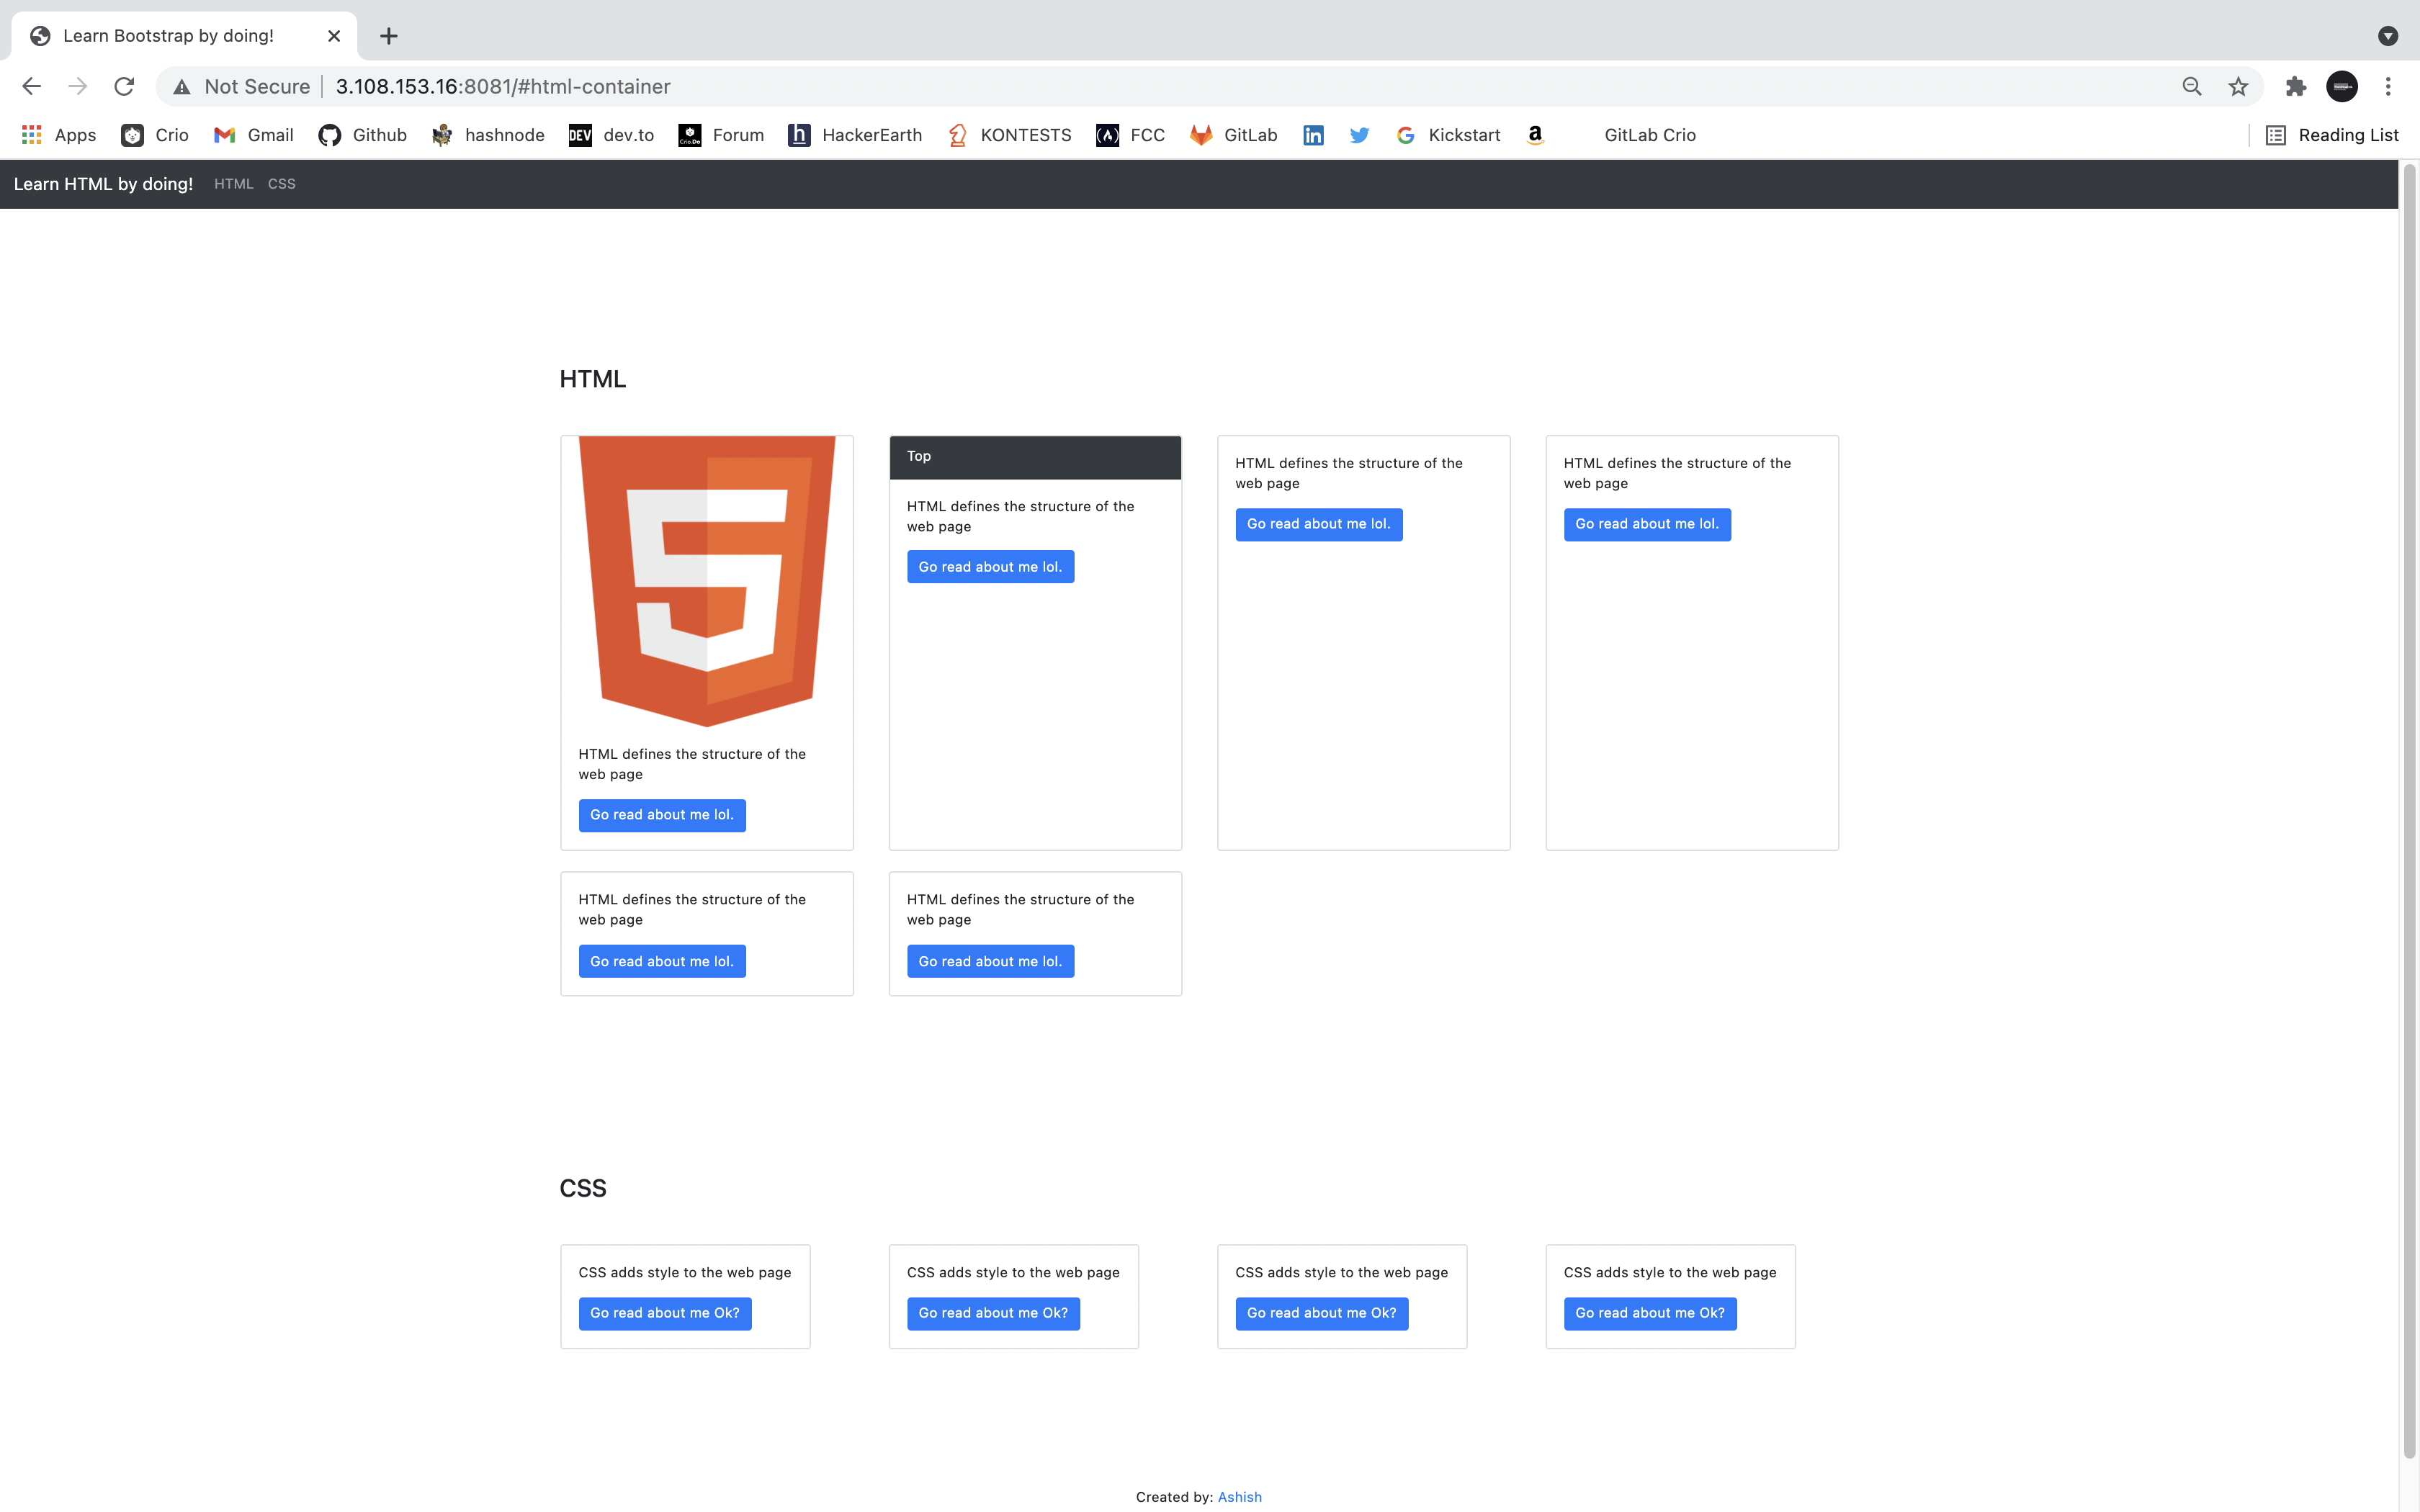 Learn Bootstrap by doing!
Not Secure 3.108.153.16:8081/#html-container
Apps Crio Gmail Github hashnode DEV dev.to Forum h HackerEarth KONTESTS FCC GitLab in Kickstart a GitLab Crio Reading List
Learn HTML by doing! HTML CSS
HTML
HTML defines the structure of the
web page
Go read about me lol.
Top
HTML defines the structure of the
web page
Go read about me lol.
HTML defines the structure of the
web page
Go read about me lol.
HTML defines the structure of the
web page
Go read about me lol.
HTML defines the structure of the
web page
Go read about me lol.
HTML defines the structure of the
web page
Go read about me lol.
CSS
CSS adds style to the web page
Go read about me Ok?
CSS adds style to the web page
Go read about me Ok?
CSS adds style to the web page
Go read about me Ok?
CSS adds style to the web page
Go read about me Ok?
Created by: Ashish